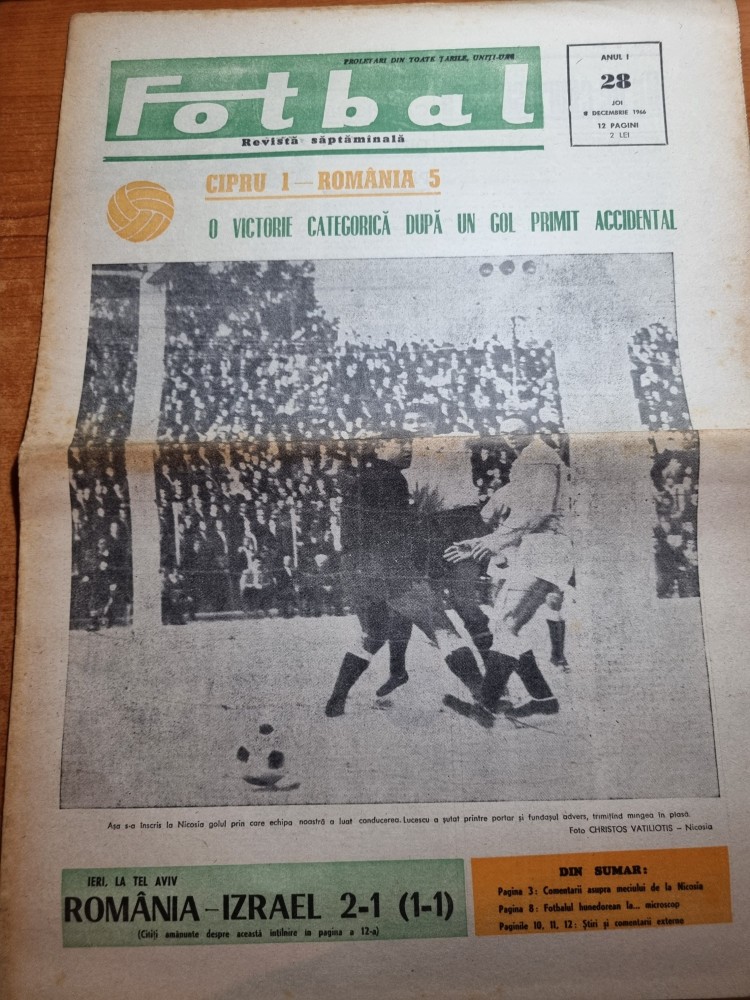 PROLETARI DIN TOATE ȚĂRILE, UNIȚI-VĂ!
Fotbal
Revistă săptăminală
ANUL I
28
JOI
8 DECEMBRIE 1966
12 PAGINI
2 LEI
CIPRU 1 — ROMÂNIA 5
O VICTORIE CATEGORICĂ DUPĂ UN GOL PRIMIT ACCIDENTAL
Așa s-a înscris la Nicosia golul prin care echipa noastră a luat conducerea. Lucescu a șutat printre portar și fundașul advers, trimițînd mingea în plasă.
Foto CHRISTOS VATILIOTIS — Nicosia
IERI, LA TEL AVIV
ROMÂNIA – IZRAEL 2-1 (1-1)
(Citiți amănunte despre această întîlnire în pagina a 12-a)
DIN SUMAR:
Pagina 3: Comentarii asupra meciului de la Nicosia
Pagina 8: Fotbalul hunedorean la... microscop
Paginile 10, 11, 12: Știri și comentarii externe